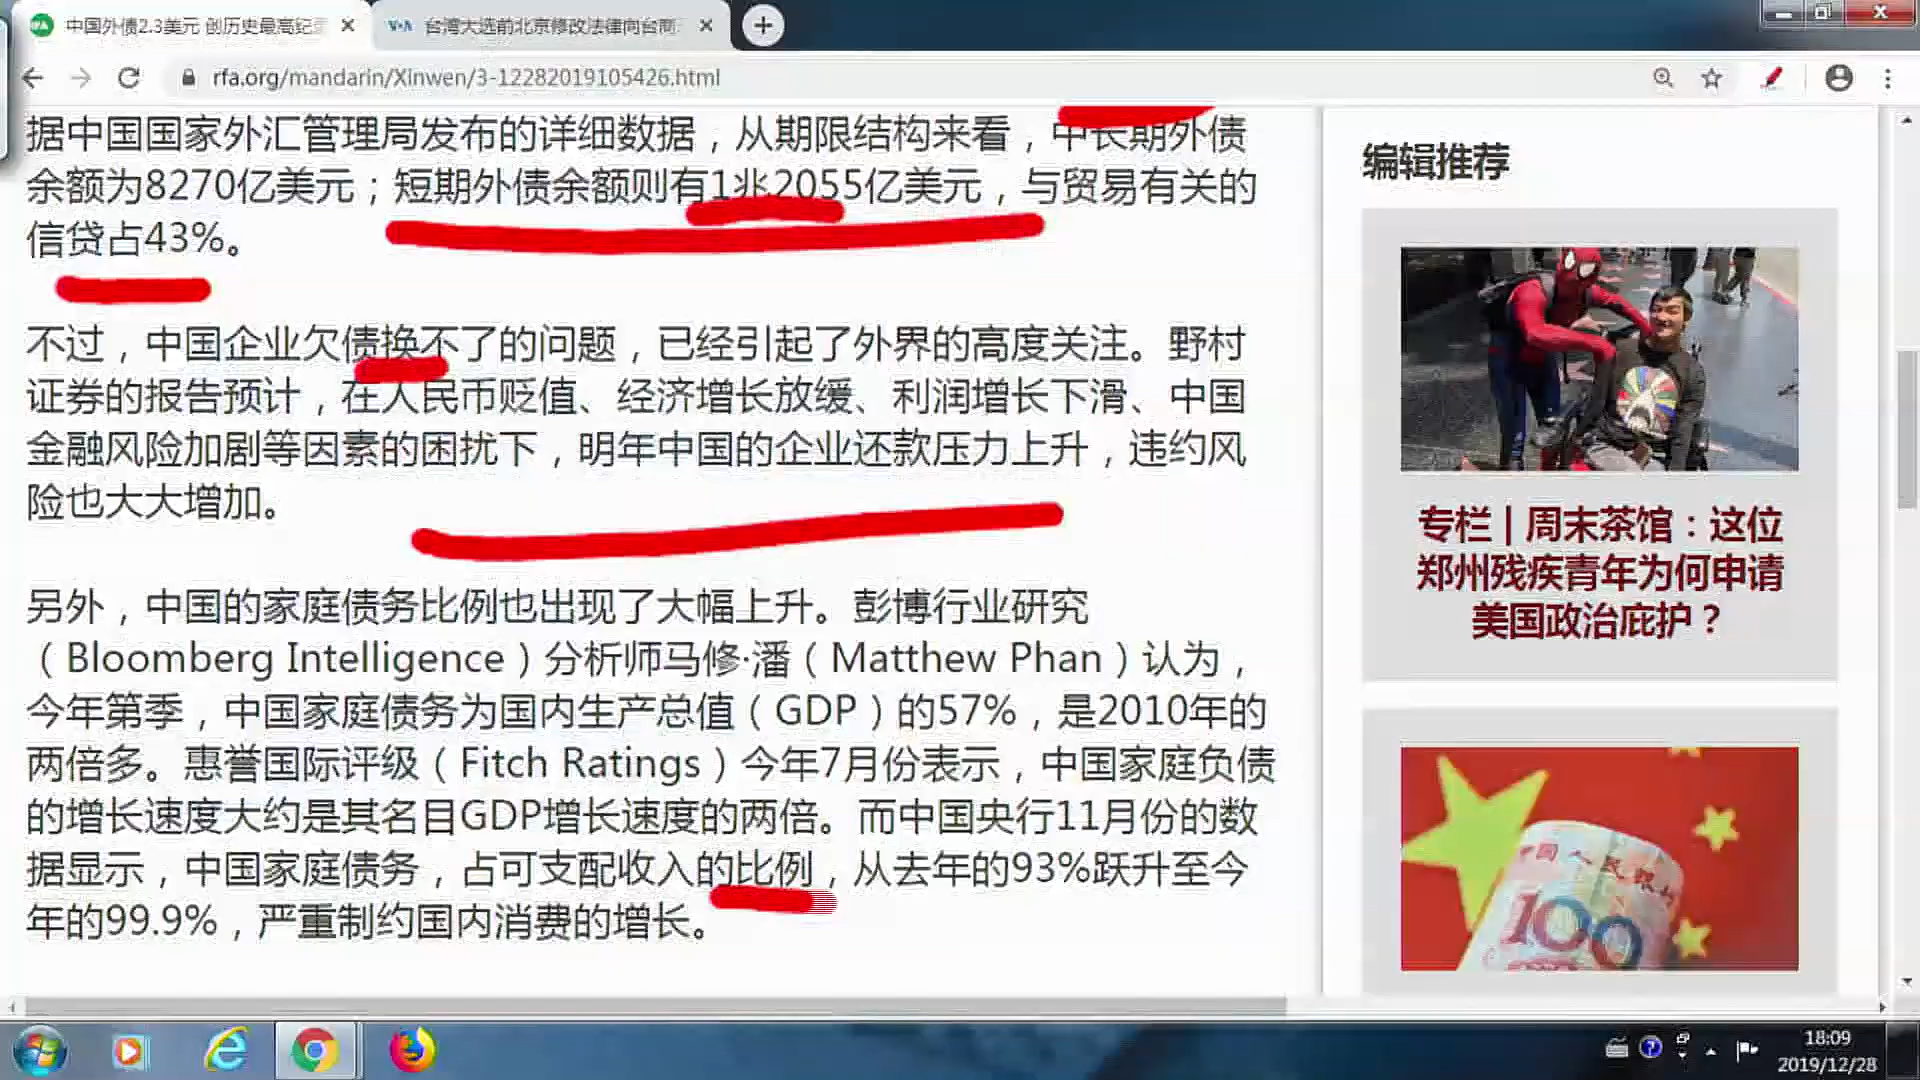 中国外债2.3美元 创历史最高纪录
台湾大选前北京修改法律向台商
rfa.org/mandarin/Xinwen/3-12282019105426.html
据中国国家外汇管理局发布的详细数据，从期限结构来看，中长期外债
余额为8270亿美元；短期外债余额则有1兆2055亿美元，与贸易有关的
信贷占43%。
不过，中国企业欠债换不了的问题，已经引起了外界的高度关注。野村
证券的报告预计，在人民币贬值、经济增长放缓、利润增长下滑、中国
金融风险加剧等因素的困扰下，明年中国的企业还款压力上升，违约风
险也大大增加。
另外，中国的家庭债务比例也出现了大幅上升。彭博行业研究
（Bloomberg Intelligence）分析师马修·潘（Matthew Phan）认为，
今年第季，中国家庭债务为国内生产总值（GDP）的57%，是2010年的
两倍多。惠誉国际评级（Fitch Ratings）今年7月份表示，中国家庭负债
的增长速度大约是其名目GDP增长速度的两倍。而中国央行11月份的数
据显示，中国家庭债务，占可支配收入的比例，从去年的93%跃升至今
年的99.9%，严重制约国内消费的增长。
编辑推荐
专栏 | 周末茶馆：这位
郑州残疾青年为何申请
美国政治庇护？
中国人民银行
100
18:09
2019/12/28